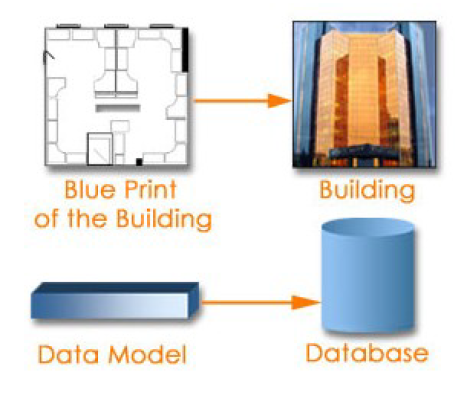 Blue Print
of the Building
Building
Data Model
Database